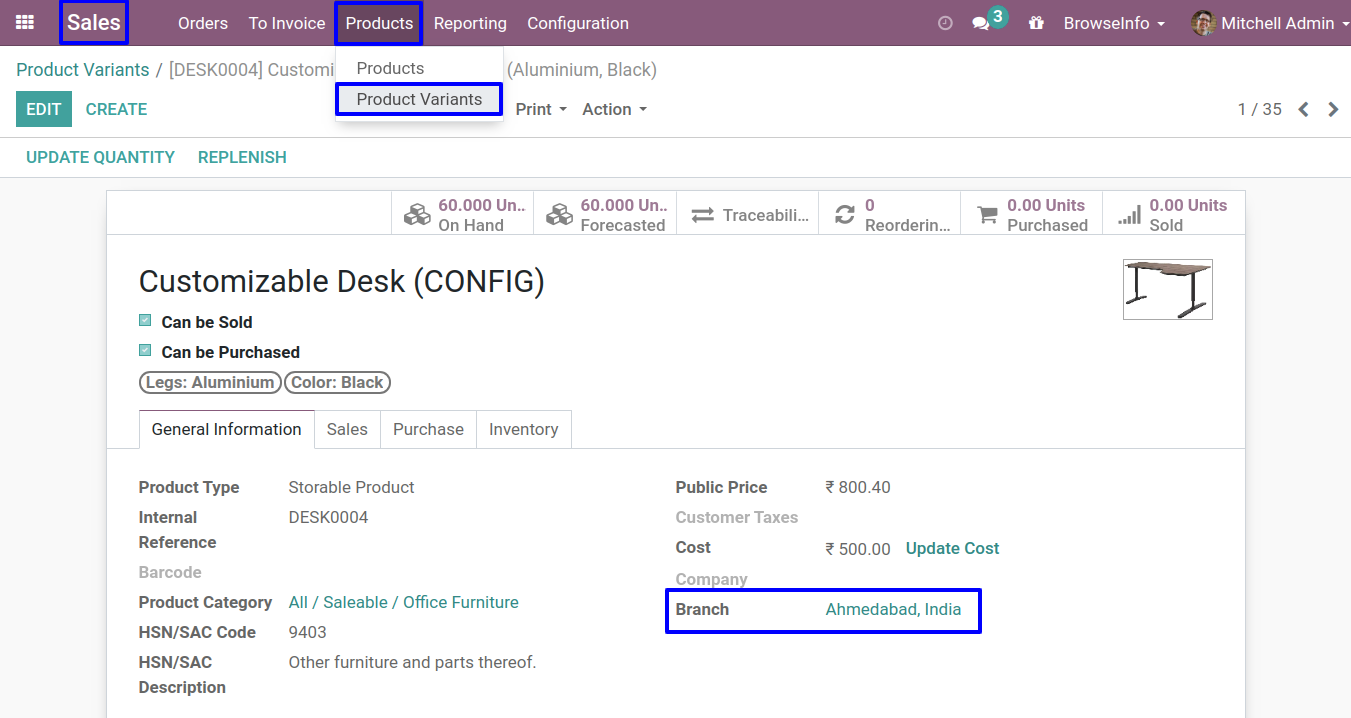 Sales Orders To Invoice Products Reporting Configuration 3 BrowseInfo Mitchell Admin
Products
Product Variants
Product Variants / [DESK0004] Customi (Aluminium, Black)
EDIT CREATE Print Action 1 / 35
UPDATE QUANTITY REPLENISH
60.000 Un.. 60.000 Un.. Traceabili... 0 0.00 Units 0.00 Units
On Hand Forecasted Reorderin... Purchased Sold
Customizable Desk (CONFIG)
Can be Sold
Can be Purchased
Legs: Aluminium Color: Black
General Information Sales Purchase Inventory
Product Type Storable Product
Internal Reference DESK0004
Barcode
Product Category All / Saleable / Office Furniture
HSN/SAC Code 9403
HSN/SAC Description Other furniture and parts thereof.
Public Price ₹ 800.40
Customer Taxes
Cost ₹ 500.00 Update Cost
Company
Branch Ahmedabad, India